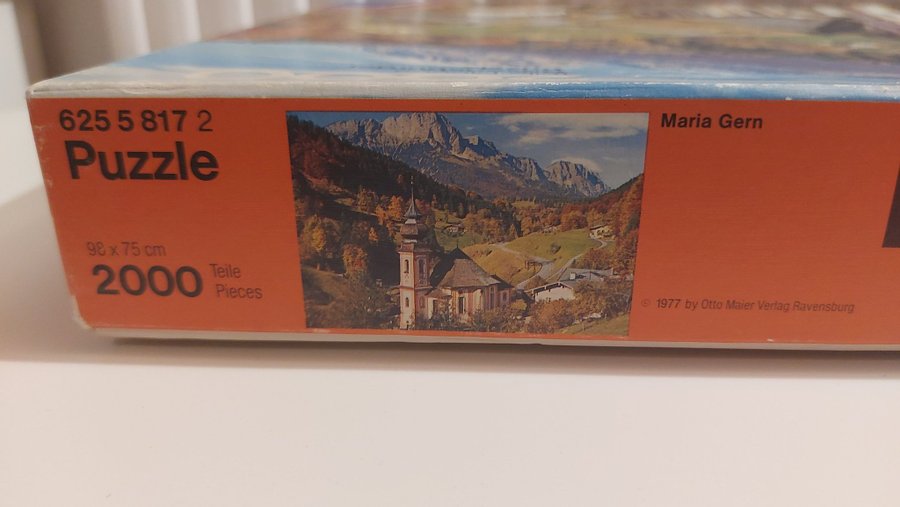 625 5 817 2
Puzzle
98 x 75 cm
2000 Teile
Pieces
Maria Gern
© 1977 by Otto Maier Verlag Ravensburg